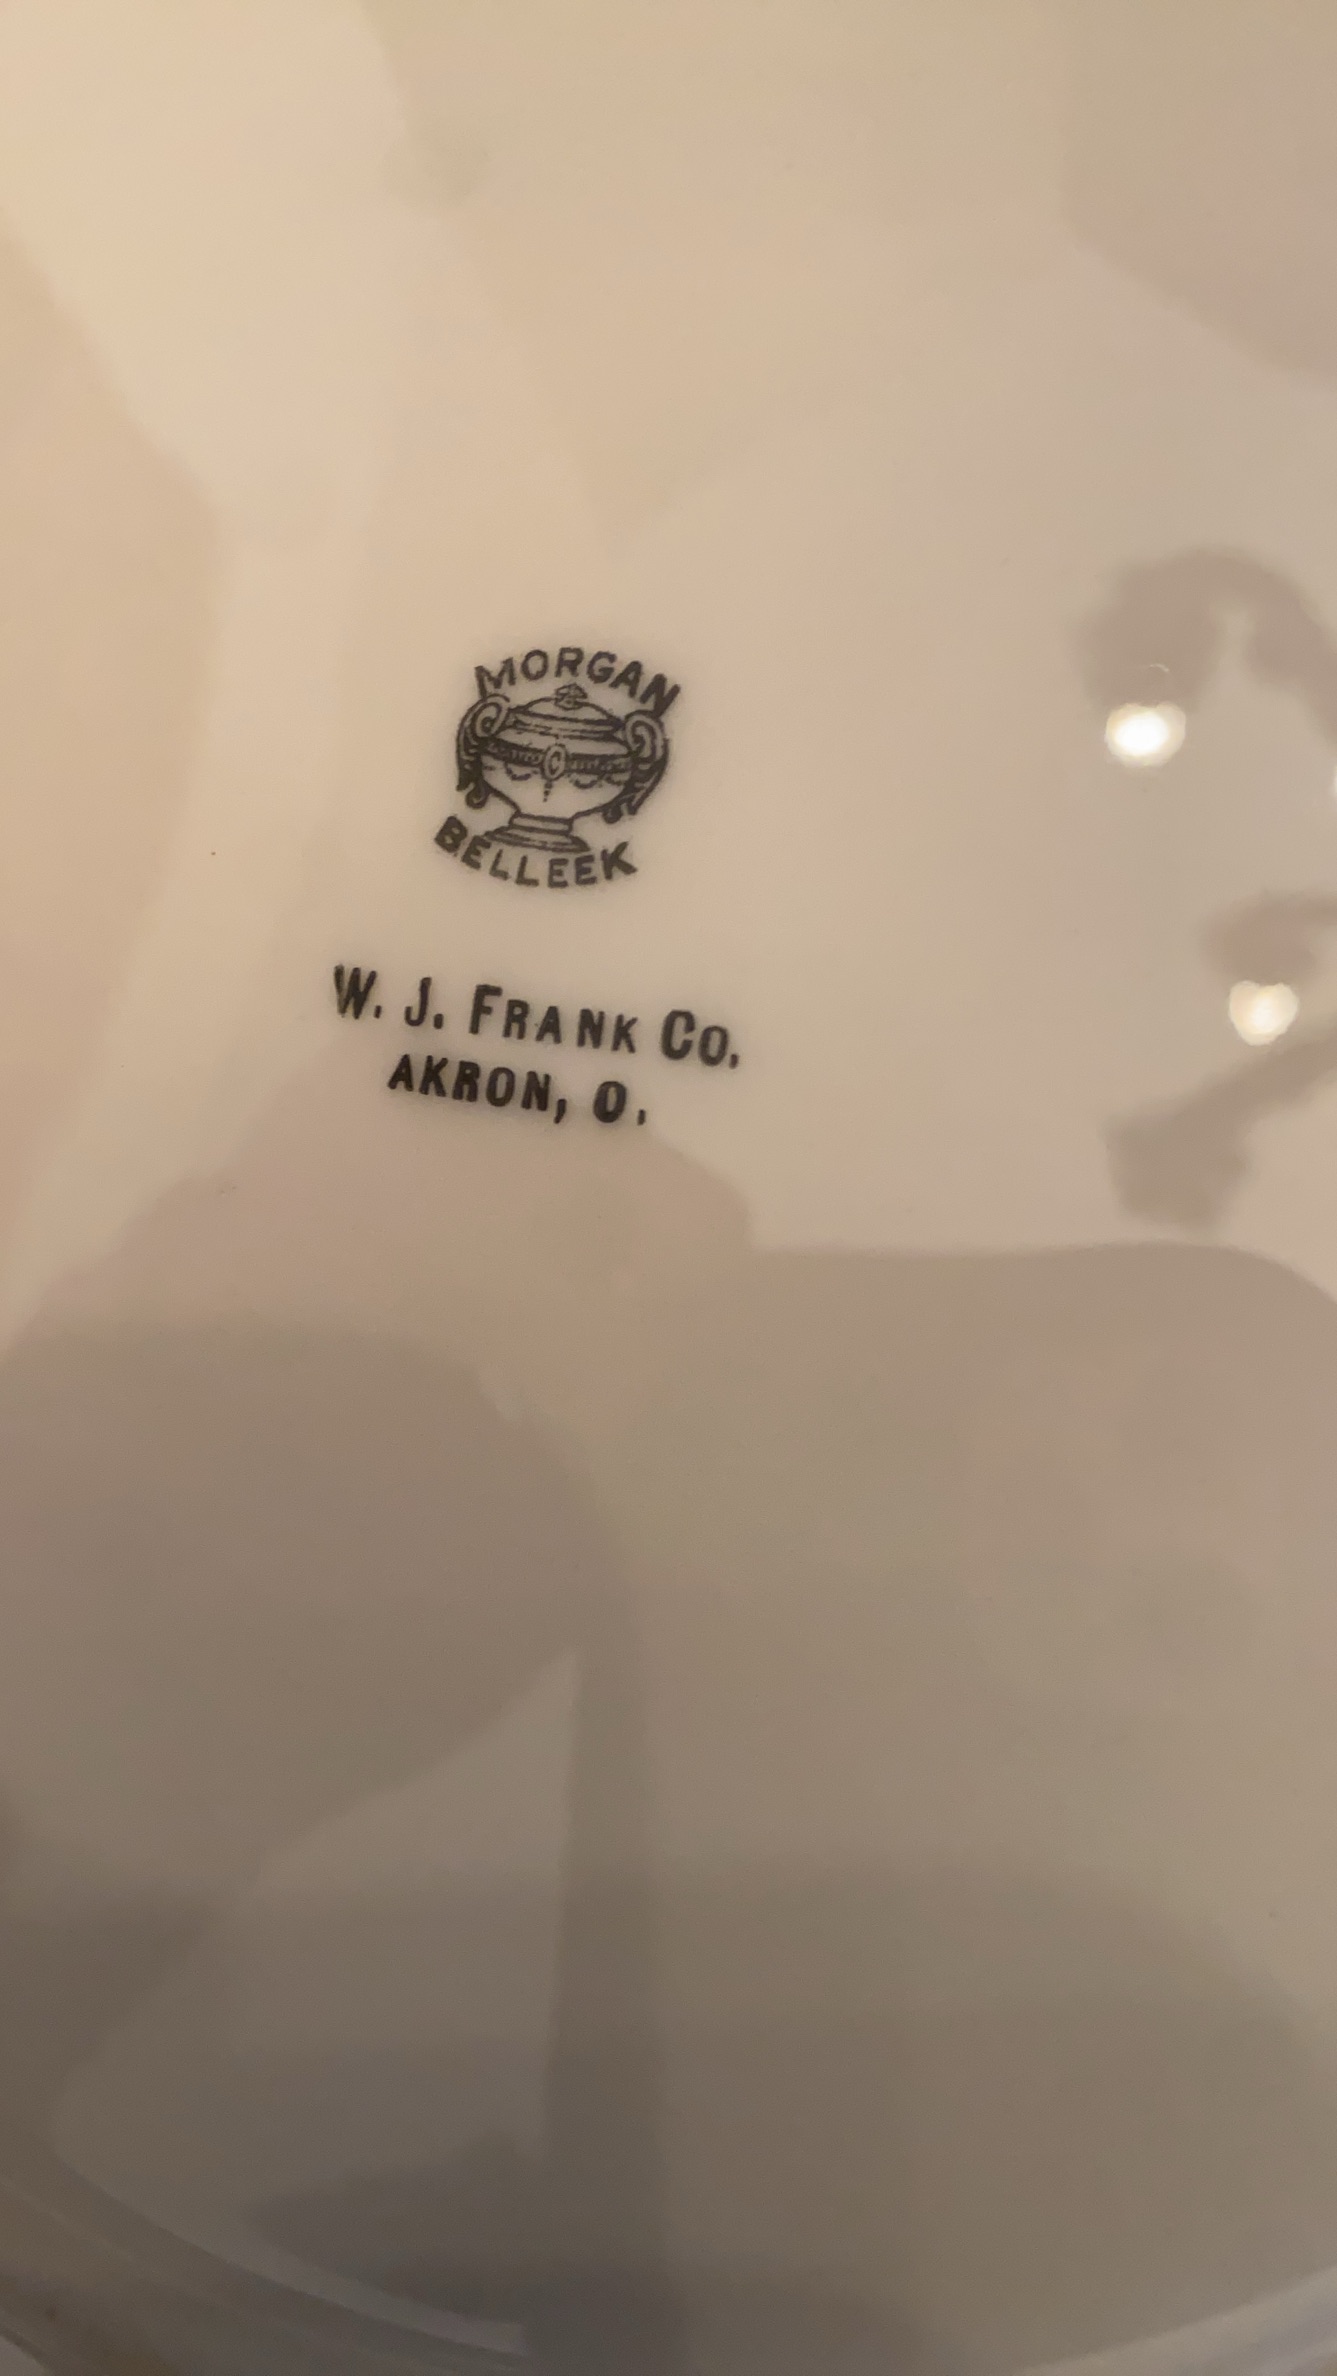 MORGAN
C
BELLEEK
W. J. FRANK CO.
AKRON, O.